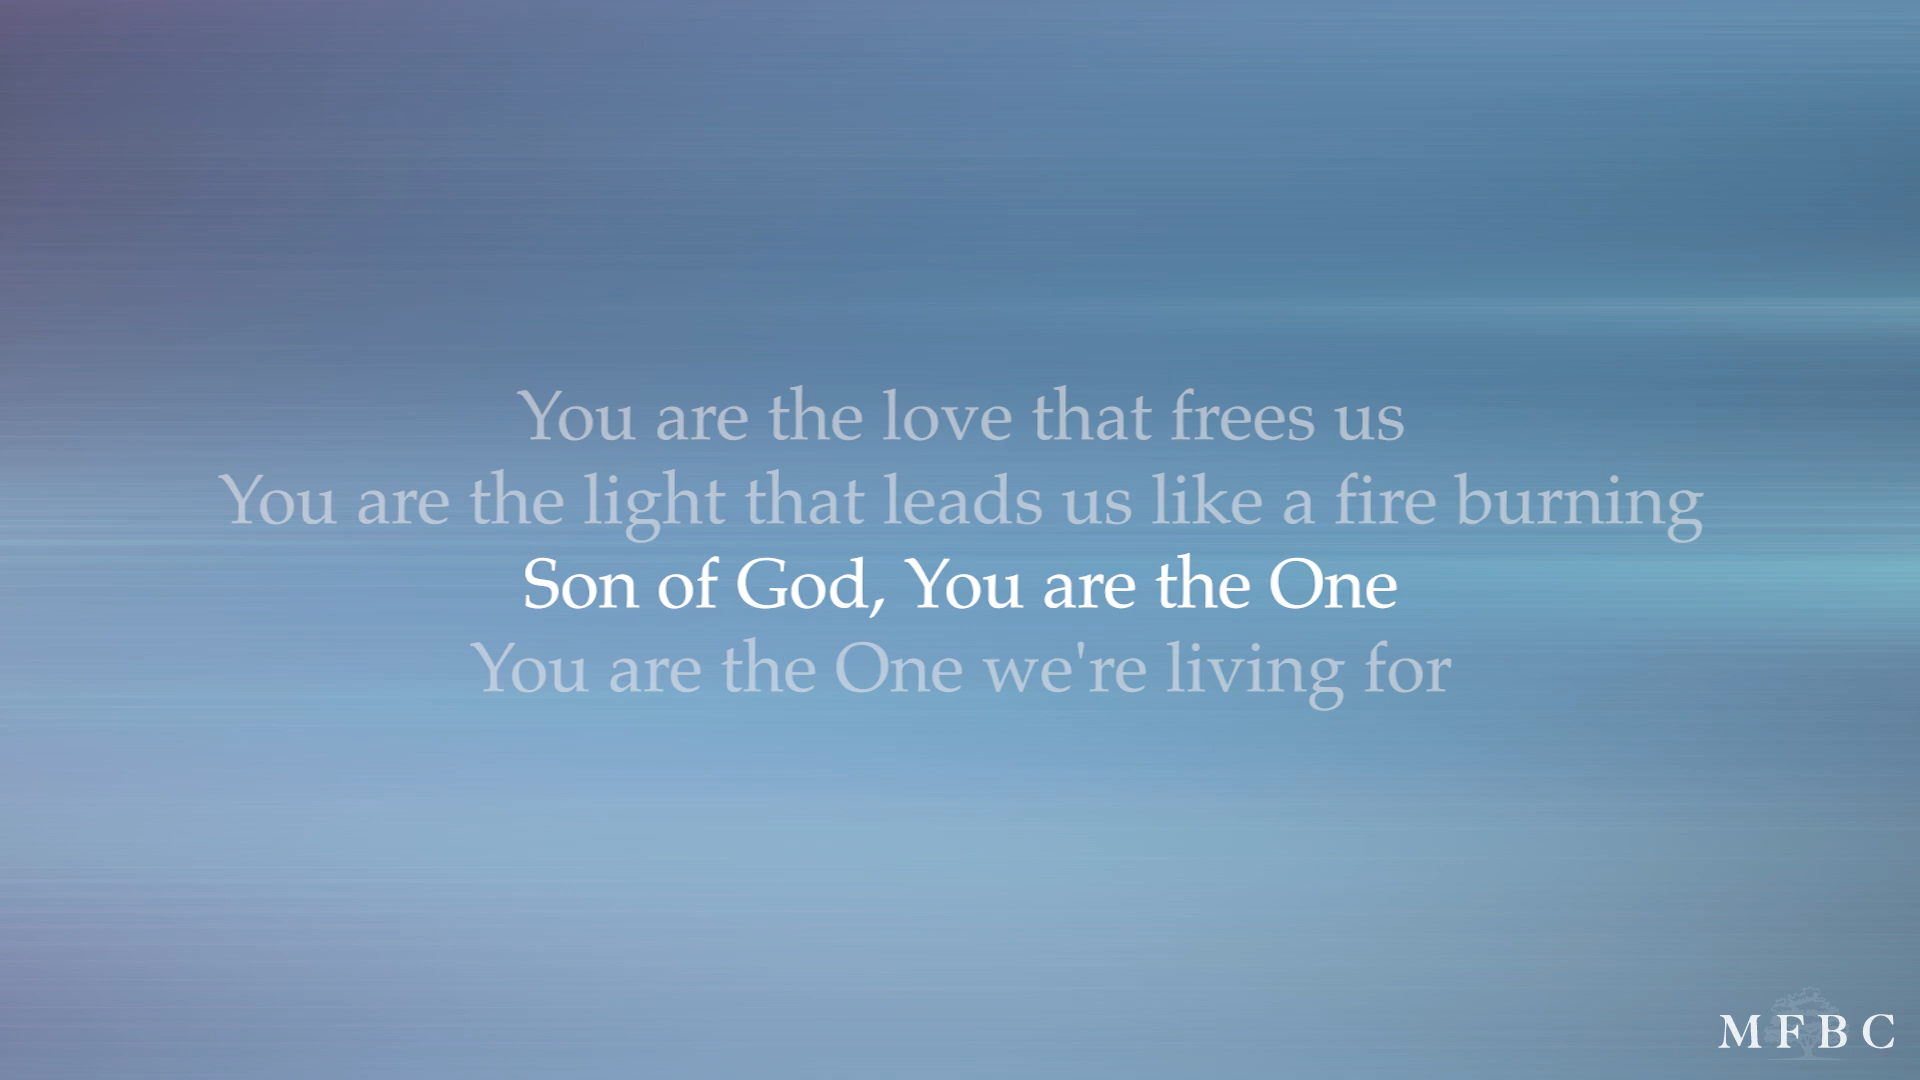 You are the love that frees us
You are the light that leads us like a fire burning
Son of God, You are the One
You are the One we're living for
MFBC